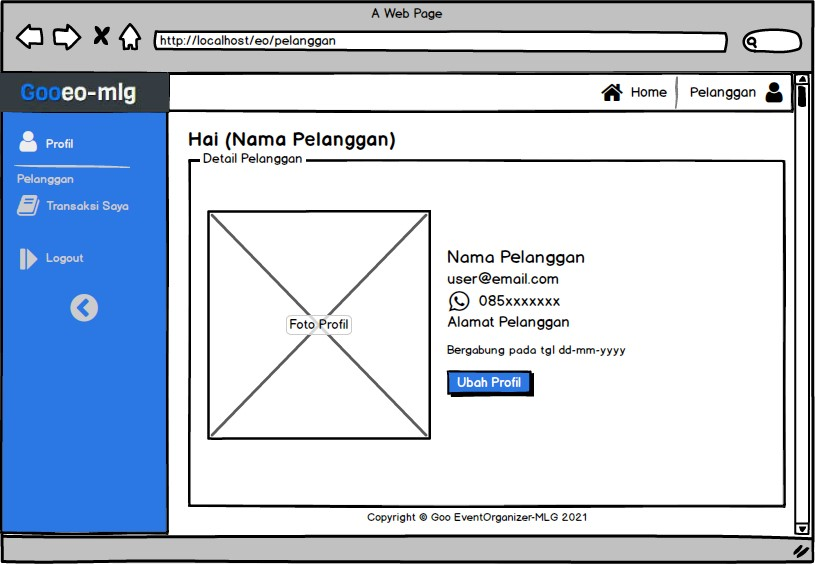 A Web Page
http://localhost/eo/pelanggan
Gooeo-mlg
Home
Pelanggan
Profil
Pelanggan
Transaksi Saya
Logout
Hai (Nama Pelanggan)
Detail Pelanggan
Foto Profil
Nama Pelanggan
user@email.com
085xxxxxxx
Alamat Pelanggan
Bergabung pada tgl dd-mm-yyyy
Ubah Profil
Copyright © Goo EventOrganizer-MLG 2021